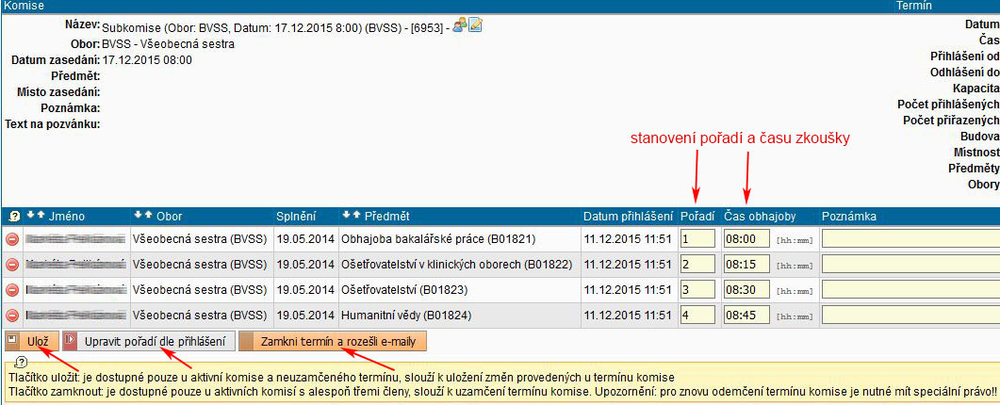 Komise Termín
Název: Subkomise (Obor: BVSS, Datum: 17.12.2015 8:00) (BVSS) - [6953] -
Obor: BVSS - Všeobecná sestra
Datum zasedání: 17.12.2015 08:00
Předmět:
Místo zasedání:
Poznámka:
Text na pozvánku:
Datum
Čas
Přihlášení od
Odhlášení do
Kapacita
Počet přihlášených
Počet přiřazených
Budova
Místnost
Předměty
Obory
stanovení pořadí a času zkoušky
Jméno Obor Splnění Předmět Datum přihlášení Pořadí Čas obhajoby Poznámka
Všeobecná sestra (BVSS) 19.05.2014 Obhajoba bakalářské práce (B01821) 11.12.2015 11:51 1 08:00 [hh:mm]
Všeobecná sestra (BVSS) 19.05.2014 Ošetřovatelství v klinických oborech (B01822) 11.12.2015 11:51 2 08:15 [hh:mm]
Všeobecná sestra (BVSS) 19.05.2014 Ošetřovatelství (B01823) 11.12.2015 11:51 3 08:30 [hh:mm]
Všeobecná sestra (BVSS) 19.05.2014 Humanitní vědy (B01824) 11.12.2015 11:51 4 08:45 [hh:mm]
Ulož Upravit pořadí dle přihlášení Zamkni termín a rozešli e-maily
Tlačítko uložit: je dostupné pouze u aktivní komise a neuzamčeného termínu, slouží k uložení změn provedených u termínu komise
Tlačítko zamknout: je dostupné pouze u aktivních komisí s alespoň třemi členy, slouží k uzamčení termínu komise. Upozornění: pro znovu odemčení termínu komise je nutné mít speciální právo!!